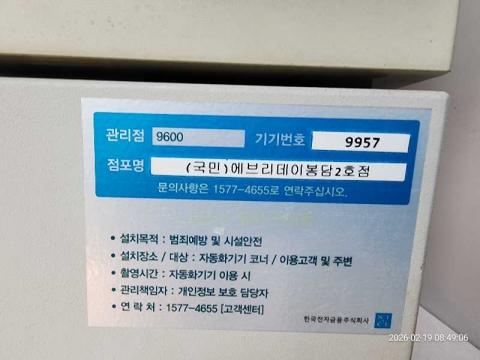 관리점 9600 기기번호 9957
점포명 (국민)에브리데이봉담2호점
문의사항은 1577-4655로 연락주십시오.
• 설치목적 : 범죄예방 및 시설안전
• 설치장소 / 대상 : 자동화기기 코너 / 이용고객 및 주변
• 촬영시간 : 자동화기기 이용 시
• 관리책임자 : 개인정보 보호 담당자
• 연 락 처 : 1577-4655 [고객센터]
한국전자금융주식회사
2026-02-19 08:49:06